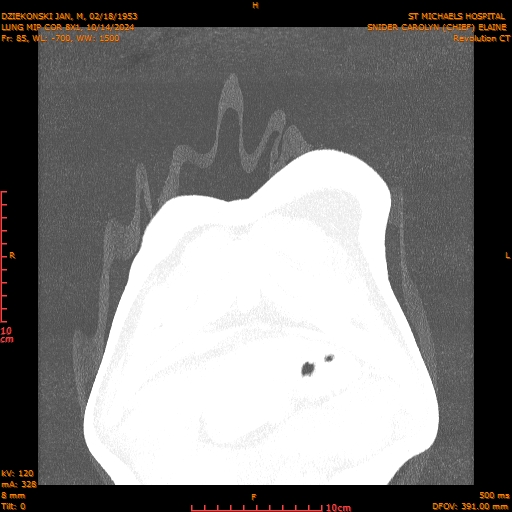 H
DZIEKONSKI JAN, M, 02/18/1953
LUNG MIP COR 8X1, 10/14/2024
Fr: 85, WL: -700, WW: 1500
ST MICHAELS HOSPITAL
SNIDER CAROLYN (CHIEF) ELAINE
Revolution CT
R
L
10
cm
kV: 120
mA: 328
8 mm
Tilt: 0
F
10cm
500 ms
DFOV: 391.00 mm